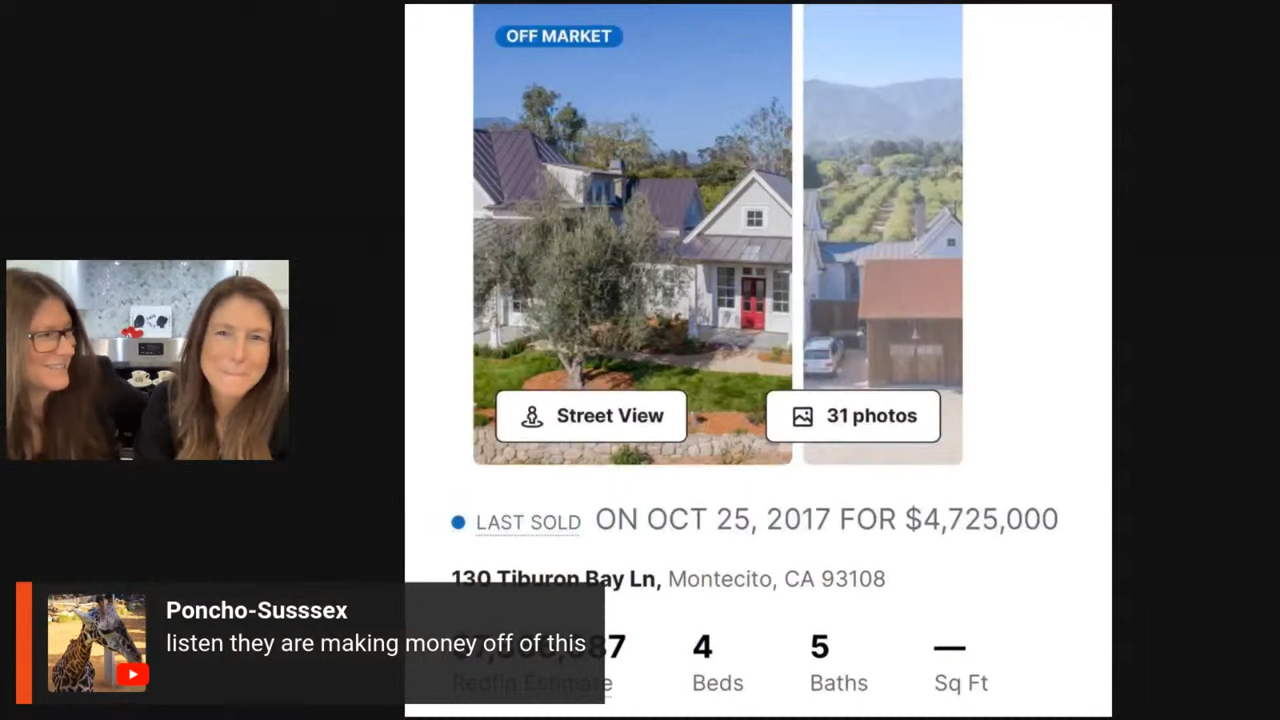 OFF MARKET
Street View
31 photos
LAST SOLD ON OCT 25, 2017 FOR $4,725,000
130 Tiburon Bay Ln, Montecito, CA 93108
Poncho-Susssex
listen they are making money off of this
4
5
—
Redfin Estimate
Beds
Baths
Sq Ft